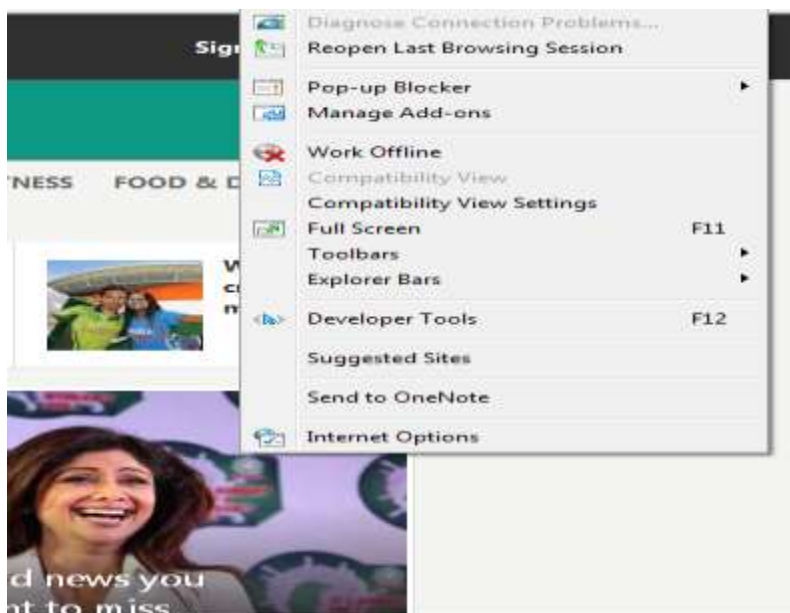 Sign
Diagnose Connection Problems...
Reopen Last Browsing Session
Pop-up Blocker
Manage Add-ons
Work Offline
Compatibility View
Compatibility View Settings
Full Screen F11
Toolbars
Explorer Bars
Developer Tools F12
Suggested Sites
Send to OneNote
Internet Options
NESS FOOD & D
W
c
m
d news you
nt to miss